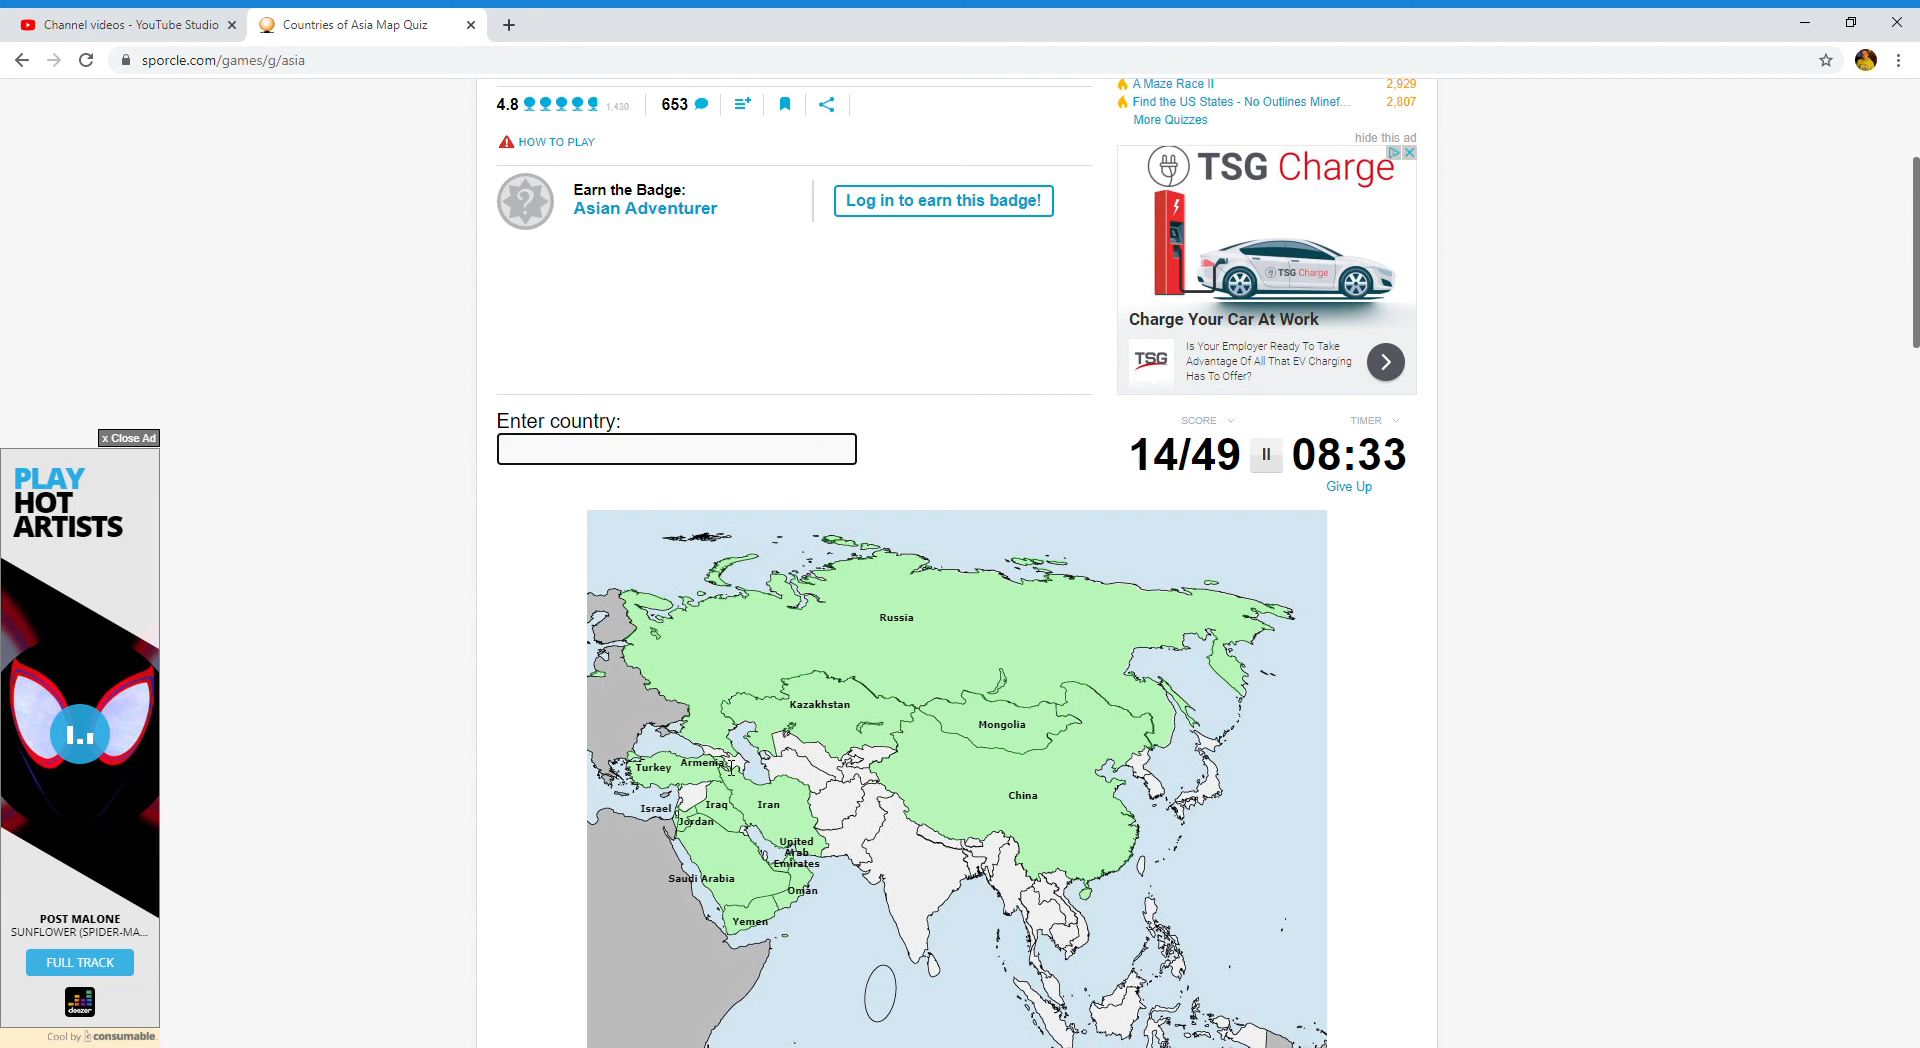 Channel videos - YouTube Studio
Countries of Asia Map Quiz
sporcle.com/games/g/asia
4.8
1,430
653
A Maze Race II
2,929
Find the US States - No Outlines Minef...
2,807
More Quizzes
HOW TO PLAY
hide this ad
Earn the Badge:
Asian Adventurer
Log in to earn this badge!
TSG Charge
TSG Charge
Charge Your Car At Work
TSG
Is Your Employer Ready To Take
Advantage Of All That EV Charging
Has To Offer?
Enter country:
SCORE
TIMER
14/49
08:33
Give Up
x Close Ad
PLAY
HOT
ARTISTS
POST MALONE
SUNFLOWER (SPIDER-MA...
FULL TRACK
deezer
Cool by consumable.
Russia
Kazakhstan
Mongolia
Turkey
Armenia
China
Israel
Iraq
Iran
Jordan
United
Arab
Emirates
Saudi Arabia
Oman
Yemen